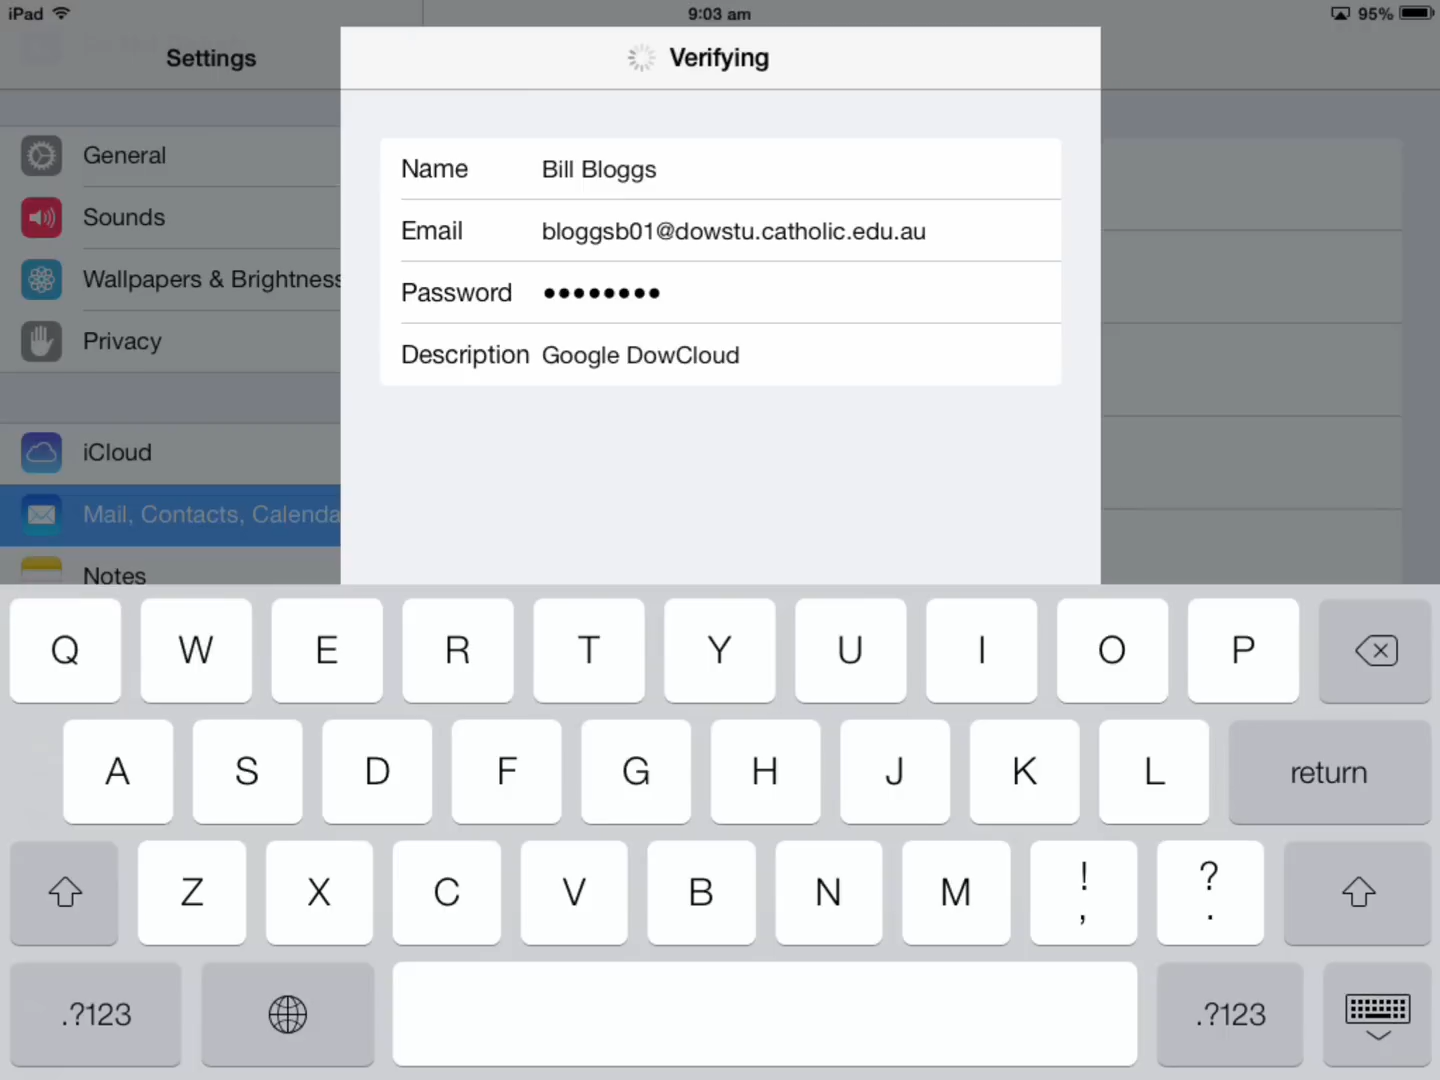 iPad 9:03 am 95%
Settings
Verifying
General
Sounds
Wallpapers & Brightness
Privacy
iCloud
Mail, Contacts, Calenda
Notes
Name Bill Bloggs
Email bloggsb01@dowstu.catholic.edu.au
Password ••••••••
Description Google DowCloud
Q W E R T Y U I O P
A S D F G H J K L return
Z X C V B N M ! , ? .
.?123 .?123